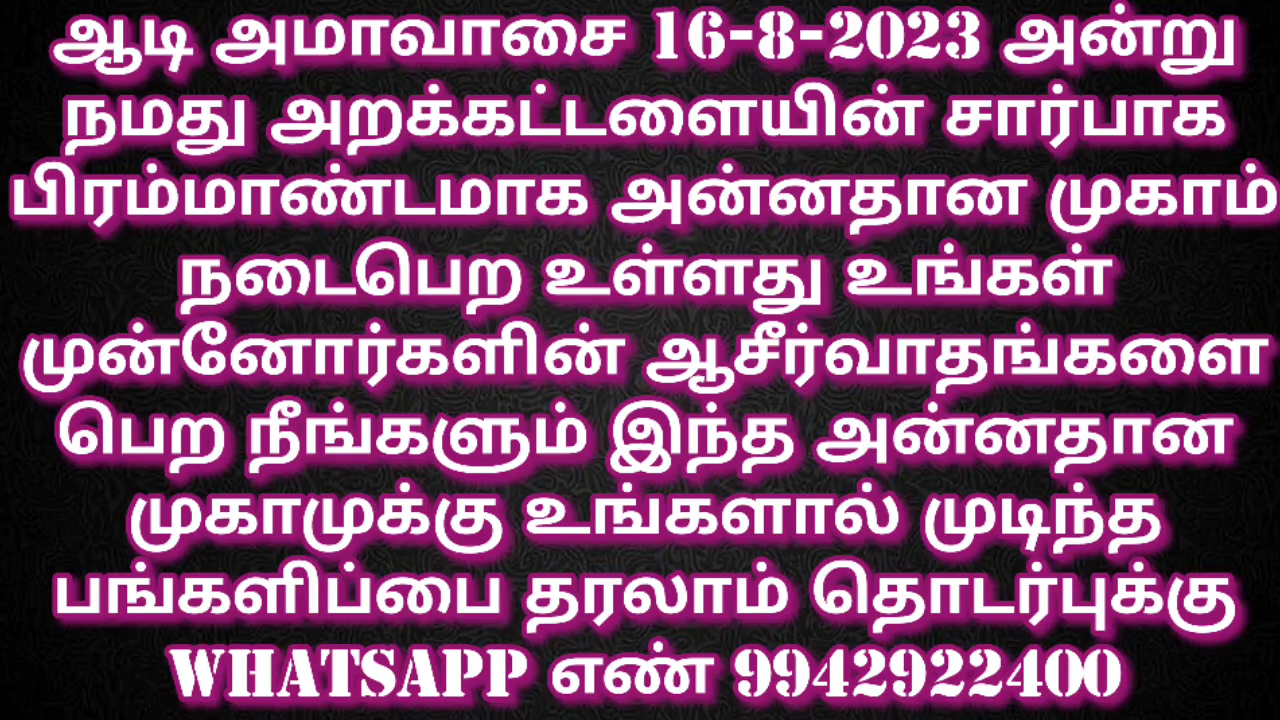 ஆடி அமாவாசை 16-8-2023 அன்று
நமது அறக்கட்டளையின் சார்பாக
பிரம்மாண்டமாக அன்னதான முகாம்
நடைபெற உள்ளது உங்கள்
முன்னோர்களின் ஆசீர்வாதங்களை
பெற நீங்களும் இந்த அன்னதான
முகாமுக்கு உங்களால் முடிந்த
பங்களிப்பை தரலாம் தொடர்புக்கு
WHATSAPP எண் 9942922400